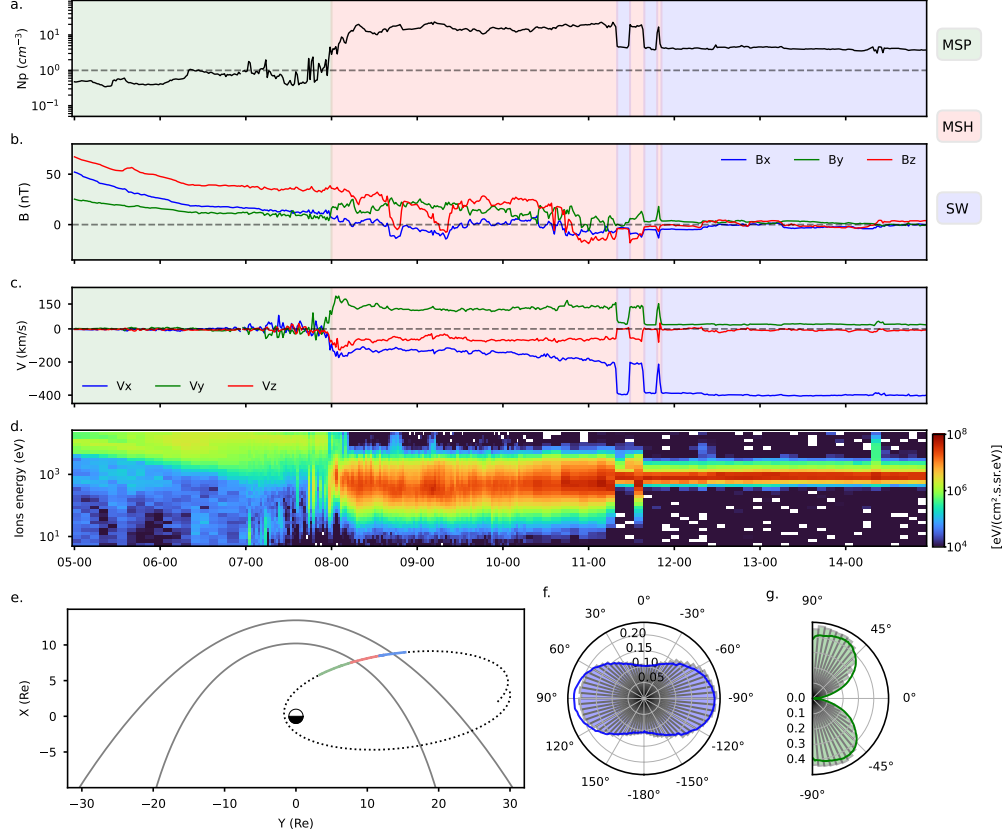 a.
Np (cm⁻³)
10¹
10⁰
10⁻¹
MSP
MSH
SW
b.
B (nT)
50
0
Bx
By
Bz
c.
V (km/s)
150
0
−200
−400
Vx
Vy
Vz
d.
Ions energy (eV)
10³
10¹
05-00
06-00
07-00
08-00
09-00
10-00
11-00
12-00
13-00
14-00
10⁸
10⁶
10⁴
[eV/(cm².s.sr.eV)]
e.
X (Re)
10
5
0
−5
−30
−20
−10
0
10
20
30
Y (Re)
f.
0°
30°
-30°
60°
-60°
90°
-90°
120°
-120°
150°
-150°
-180°
0.20
0.15
0.10
0.05
g.
90°
45°
0°
-45°
-90°
0.0
0.1
0.2
0.3
0.4